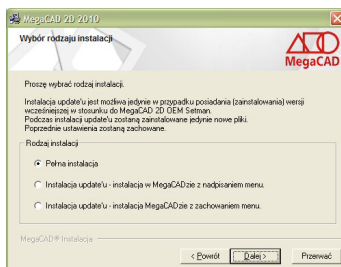 MegaCAD 2D 2010
Wybór rodzaju instalacji
MegaCAD
Proszę wybrać rodzaj instalacji.
Instalacja update'u jest możliwa jedynie w przypadku posiadania (zainstalowania) wersji
wcześniejszej w stosunku do MegaCAD 2D OEM Setman.
Podczas instalacji update'u zostaną zainstalowane jedynie nowe pliki.
Poprzednie ustawienia zostaną zachowane.
Rodzaj instalacji
Pełna instalacja
Instalacja update'u - instalacja w MegaCADzie z nadpisaniem menu.
Instalacja update'u - instalacja MegaCADzie z zachowaniem menu.
MegaCAD® Instalacja
< Powrót Dalej > Przerwać